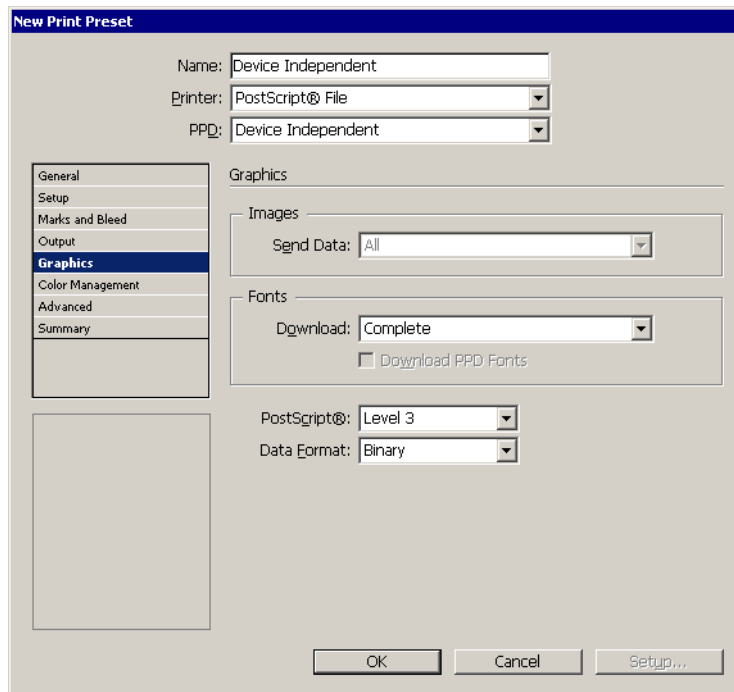 New Print Preset
Name: Device Independent
Printer: PostScript® File
PPD: Device Independent
General
Setup
Marks and Bleed
Output
Graphics
Color Management
Advanced
Summary
Graphics
Images
Send Data: All
Fonts
Download: Complete
Download PPD Fonts
PostScript®: Level 3
Data Format: Binary
OK
Cancel
Setup...